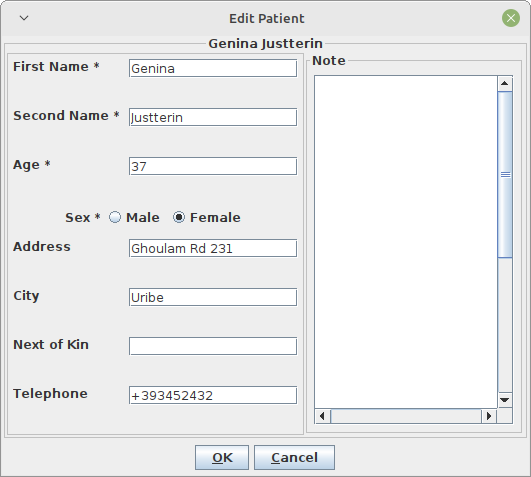 Edit Patient
Genina Justterin
First Name * Genina
Second Name * Justterin
Age * 37
Sex * Male Female
Address Ghoulam Rd 231
City Uribe
Next of Kin
Telephone +393452432
Note
OK Cancel